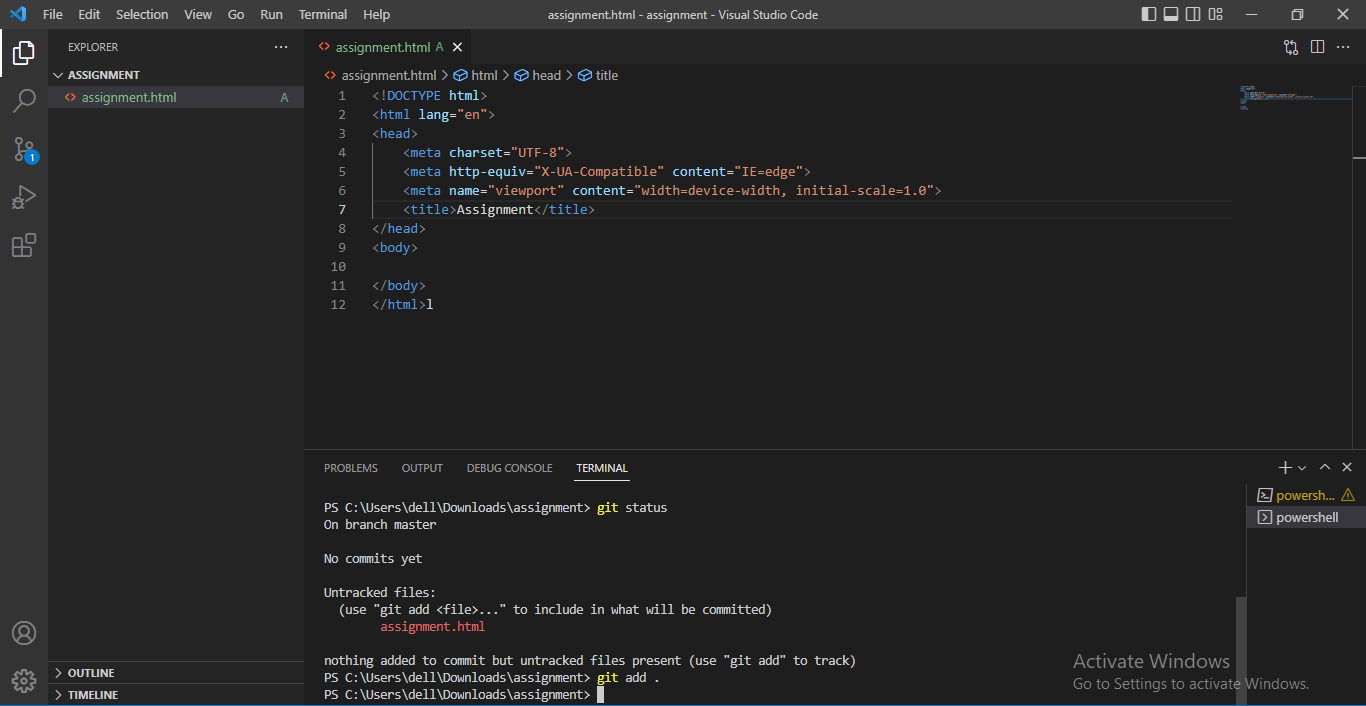 File Edit Selection View Go Run Terminal Help
assignment.html - assignment - Visual Studio Code
EXPLORER
ASSIGNMENT
assignment.html A
1
OUTLINE
TIMELINE
assignment.html A
assignment.html > html > head > title
1 <!DOCTYPE html>
2 <html lang="en">
3 <head>
4 <meta charset="UTF-8">
5 <meta http-equiv="X-UA-Compatible" content="IE=edge">
6 <meta name="viewport" content="width=device-width, initial-scale=1.0">
7 <title>Assignment</title>
8 </head>
9 <body>
10
11 </body>
12 </html>l
PROBLEMS OUTPUT DEBUG CONSOLE TERMINAL
PS C:\Users\dell\Downloads\assignment> git status
On branch master
No commits yet
Untracked files:
(use "git add <file>..." to include in what will be committed)
assignment.html
nothing added to commit but untracked files present (use "git add" to track)
PS C:\Users\dell\Downloads\assignment> git add .
PS C:\Users\dell\Downloads\assignment>
powersh...
powershell
Activate Windows
Go to Settings to activate Windows.